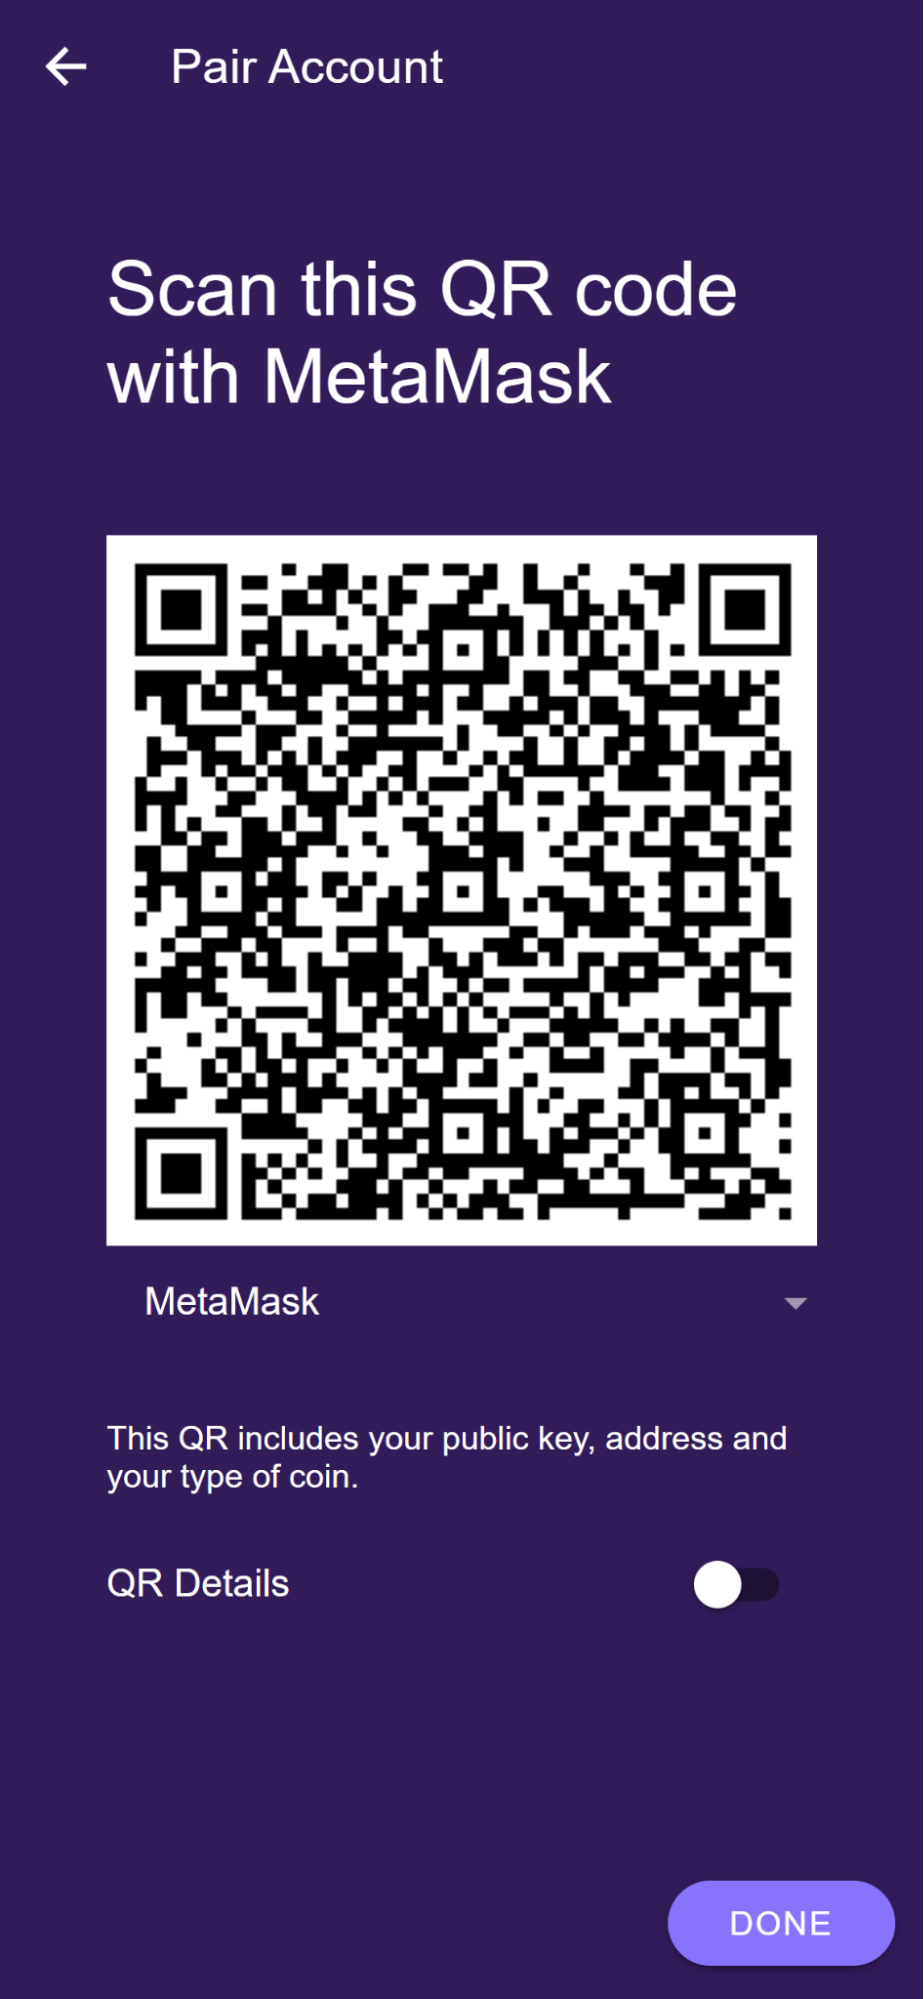 Pair Account
Scan this QR code
with MetaMask
MetaMask
This QR includes your public key, address and
your type of coin.
QR Details
DONE